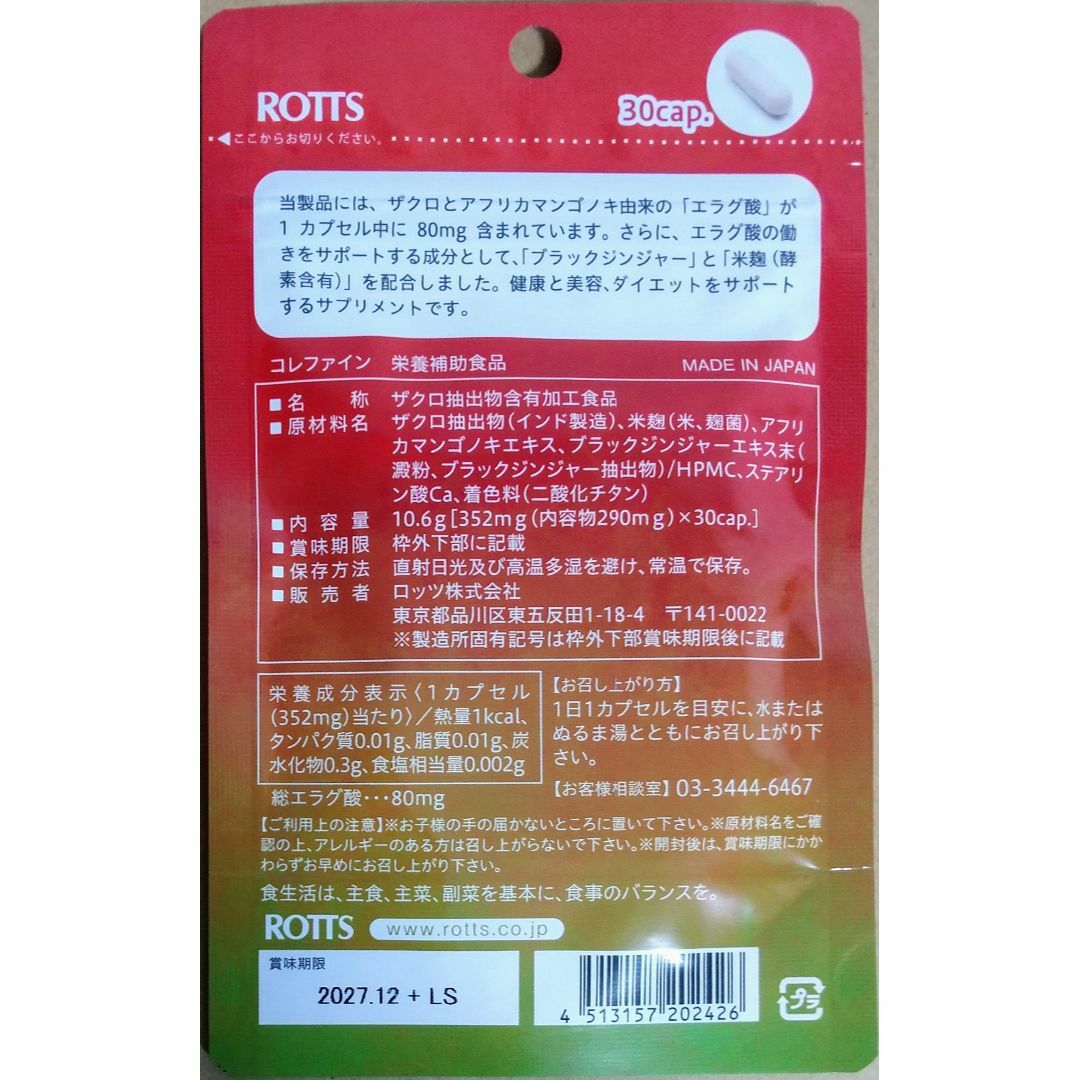 ROTTS
30cap.
◀ここからお切りください。
当製品には、ザクロとアフリカマンゴノキ由来の「エラグ酸」が
1 カプセル中に 80mg 含まれています。さらに、エラグ酸の働
きをサポートする成分として、「ブラックジンジャー」と「米麹（酵
素含有）」を配合しました。健康と美容、ダイエットをサポート
するサプリメントです。
コレファイン 栄養補助食品 MADE IN JAPAN
■名称 ザクロ抽出物含有加工食品
■原材料名 ザクロ抽出物（インド製造）、米麹（米、麹菌）、アフリ
カマンゴノキエキス、ブラックジンジャーエキス末（
澱粉、ブラックジンジャー抽出物）/HPMC、ステアリ
ン酸Ca、着色料（二酸化チタン）
■内容量 10.6g［352mg（内容物290mg）×30cap.］
■賞味期限 枠外下部に記載
■保存方法 直射日光及び高温多湿を避け、常温で保存。
■販売者 ロッツ株式会社
東京都品川区東五反田1-18-4 〒141-0022
※製造所固有記号は枠外下部賞味期限後に記載
栄養成分表示〈1カプセル
（352mg）当たり〉／熱量1kcal、
タンパク質0.01g、脂質0.01g、炭
水化物0.3g、食塩相当量0.002g
総エラグ酸･･･80mg
【お召し上がり方】
1日1カプセルを目安に、水または
ぬるま湯とともにお召し上がり下
さい。
【お客様相談室】03-3444-6467
【ご利用上の注意】※お子様の手の届かないところに置いて下さい。※原材料名をご確
認の上、アレルギーのある方は召し上がらないで下さい。※開封後は、賞味期限にかか
わらずお早めにお召し上がり下さい。
食生活は、主食、主菜、副菜を基本に、食事のバランスを。
ROTTS www.rotts.co.jp
賞味期限
2027.12 + LS
4 513157 202426
プラ